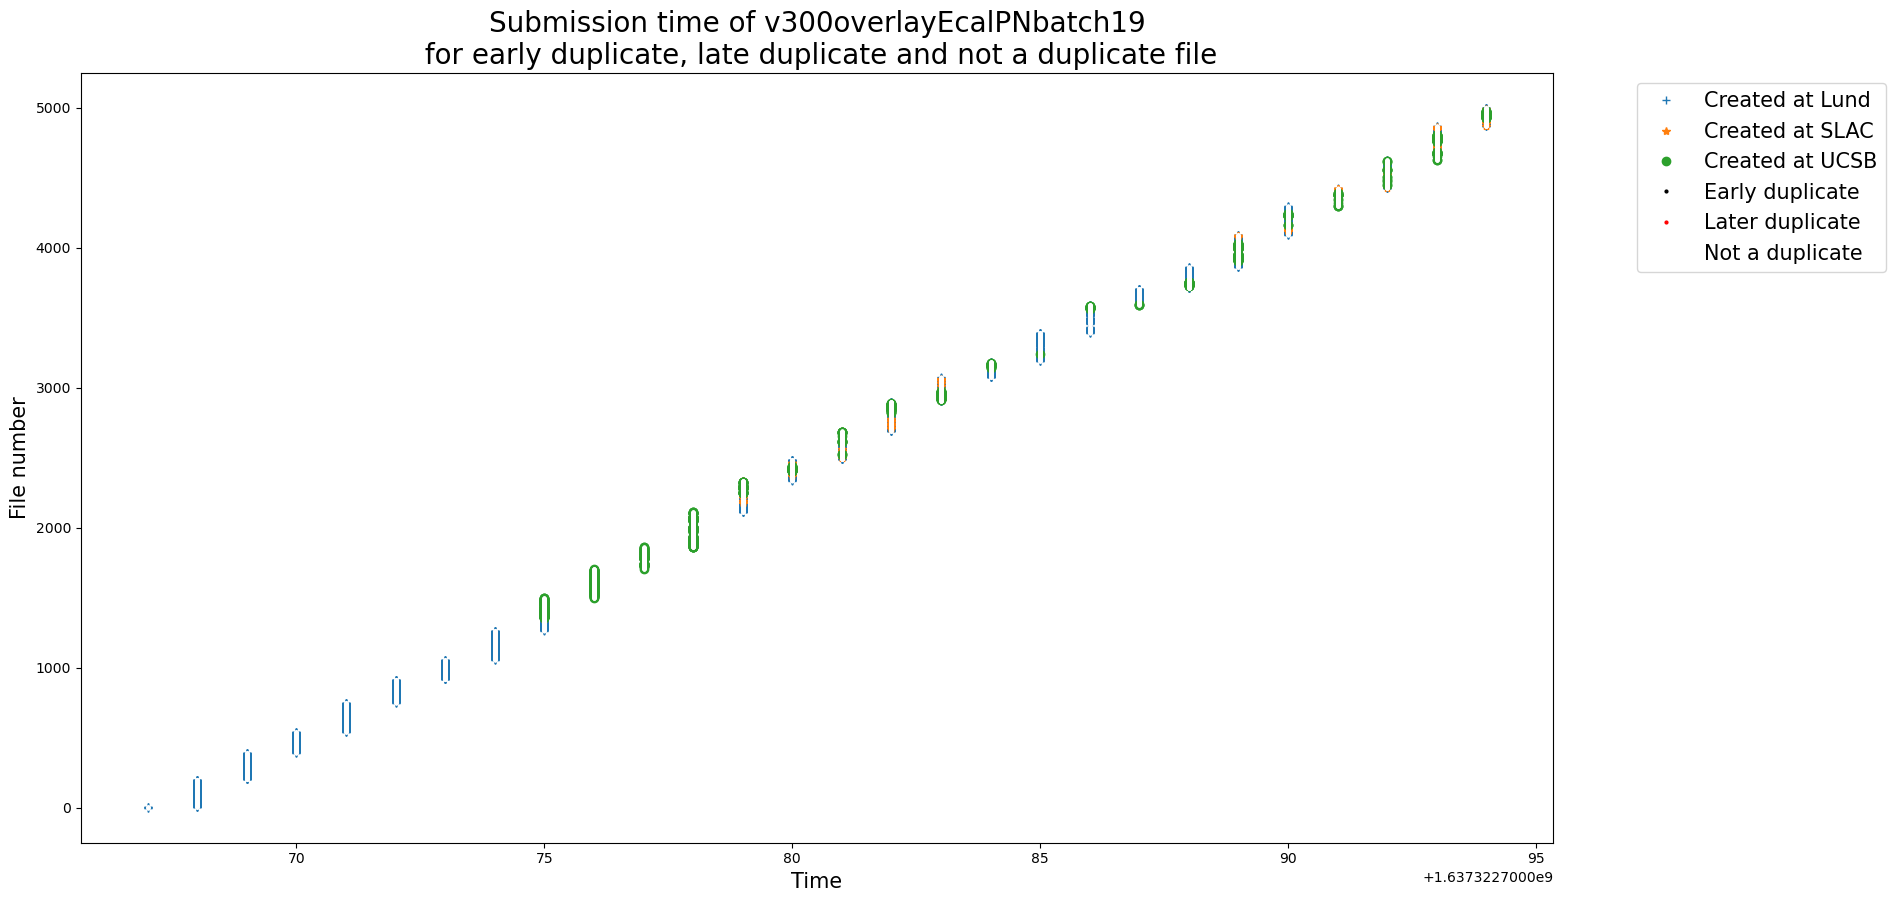 Submission time of v300overlayEcalPNbatch19
for early duplicate, late duplicate and not a duplicate file
File number
5000
4000
3000
2000
1000
0
70
75
80
85
90
95
Time
+1.6373227000e9
Created at Lund
Created at SLAC
Created at UCSB
Early duplicate
Later duplicate
Not a duplicate